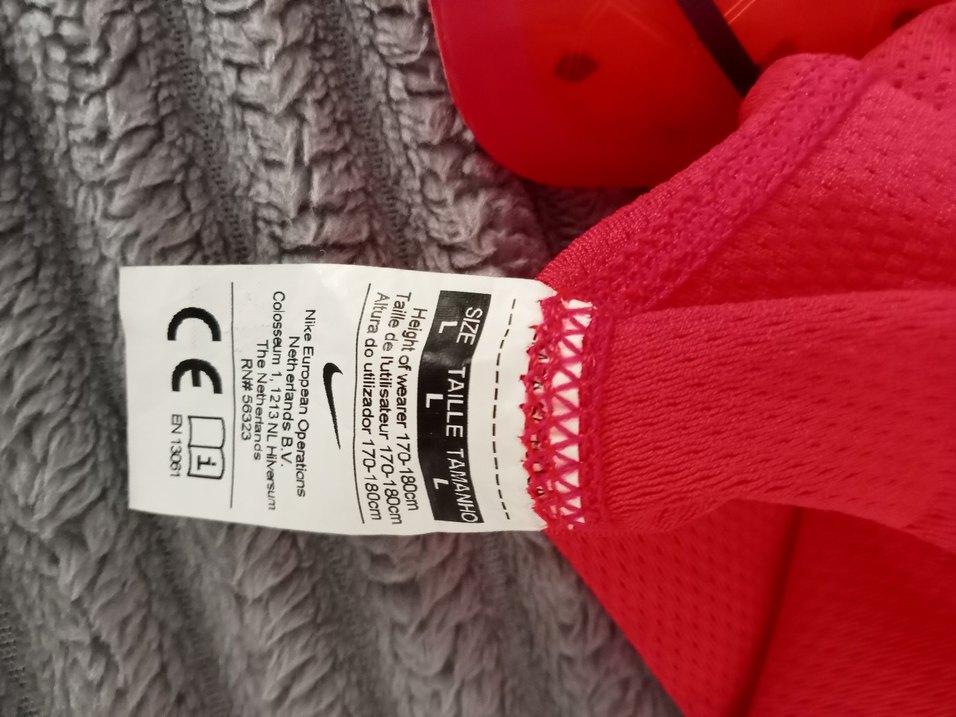 SIZE TAILLE TAMANHO
L L L
Height of wearer 170-180cm
Taille de l'utilisateur 170-180cm
Altura do utilizador 170-180cm
Nike European Operations
Netherlands B.V.
Colosseum 1, 1213 NL Hilversum
The Netherlands
RN# 56323
CE i
EN 13061